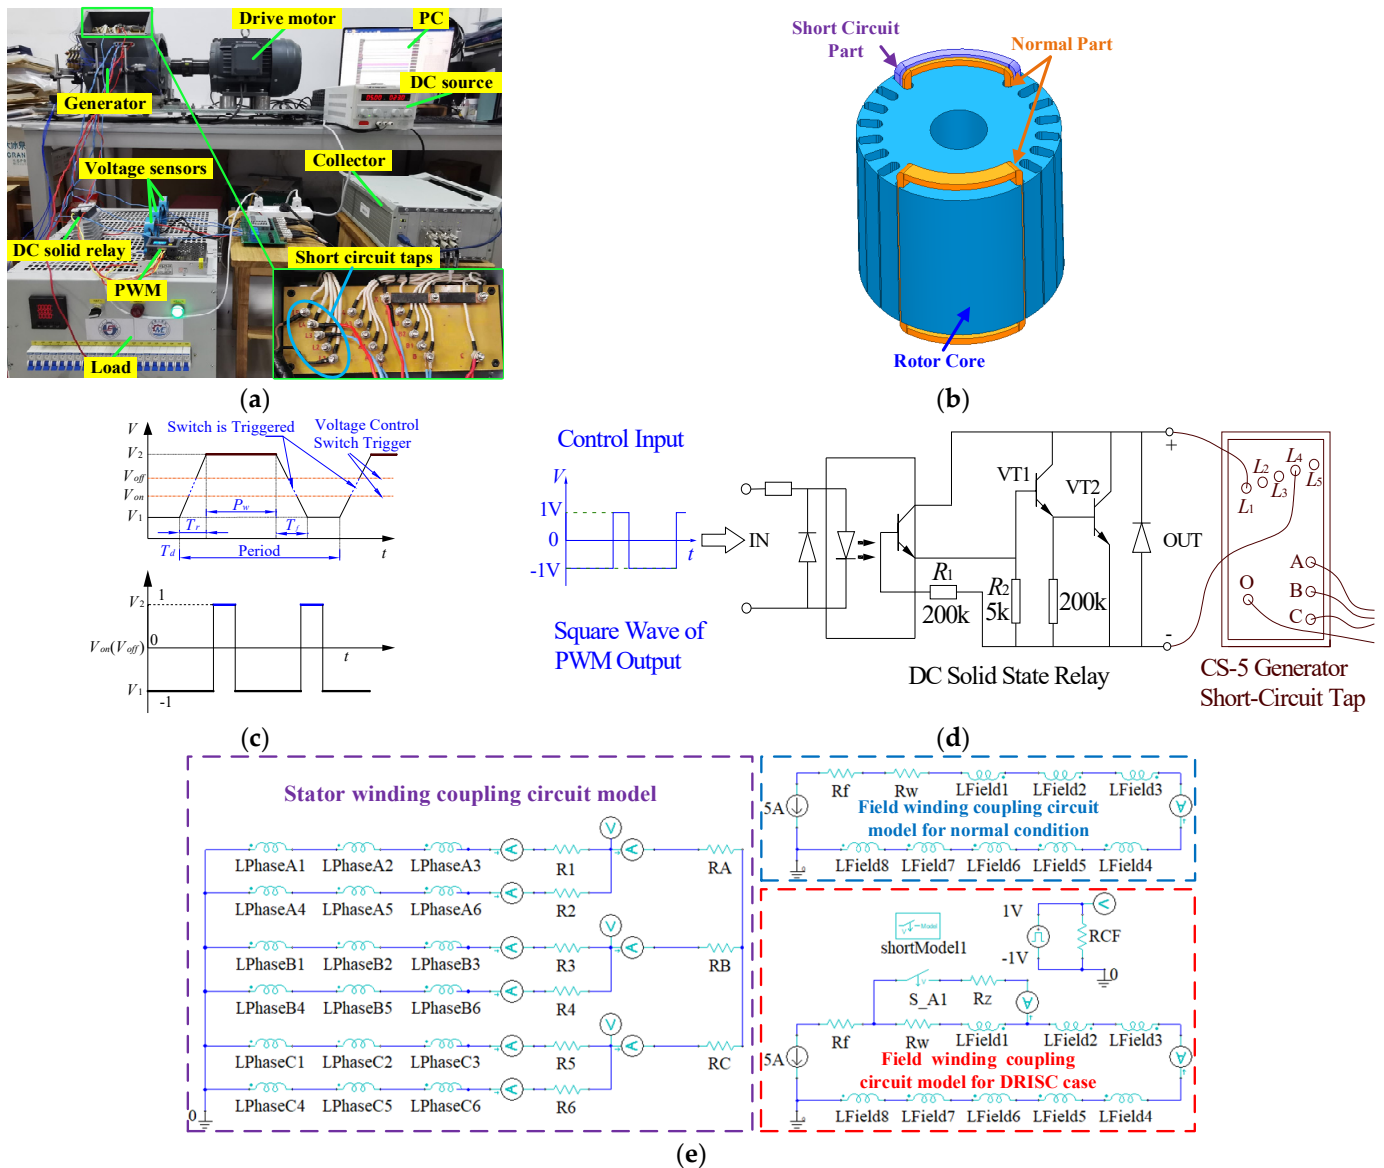 Drive motor
PC
DC source
Generator
Collector
Voltage sensors
DC solid relay
Short circuit taps
PWM
Load
(a)
Short Circuit
Part
Normal Part
Rotor Core
(b)
V
Switch is Triggered
Voltage Control
Switch Trigger
V2
Voff
Von
Pw
V1
Tr
Tf
Td
Period
t
V2
1
Von(Voff)
0
t
V1
-1
(c)
Control Input
V
1V
0
t
-1V
Square Wave of
PWM Output
IN
R1
200k
R2
5k
VT1
VT2
200k
+
OUT
-
DC Solid State Relay
L1
L2
L3
L4
L5
A
B
C
O
CS-5 Generator
Short-Circuit Tap
(d)
Stator winding coupling circuit model
V
LPhaseA1 LPhaseA2 LPhaseA3 A R1 A RA
LPhaseA4 LPhaseA5 LPhaseA6 A R2
V
LPhaseB1 LPhaseB2 LPhaseB3 A R3 A RB
LPhaseB4 LPhaseB5 LPhaseB6 A R4
V
LPhaseC1 LPhaseC2 LPhaseC3 A R5 A RC
LPhaseC4 LPhaseC5 LPhaseC6 A R6
0
Rf Rw LField1 LField2 LField3
5A A
Field winding coupling circuit
model for normal condition
LField8 LField7 LField6 LField5 LField4
V
Model
shortModel1
1V
-1V
RCF
V
0
S_A1 Rz A
Rf Rw LField1 LField2 LField3
5A A
Field winding coupling
circuit model for DRISC case
LField8 LField7 LField6 LField5 LField4
(e)